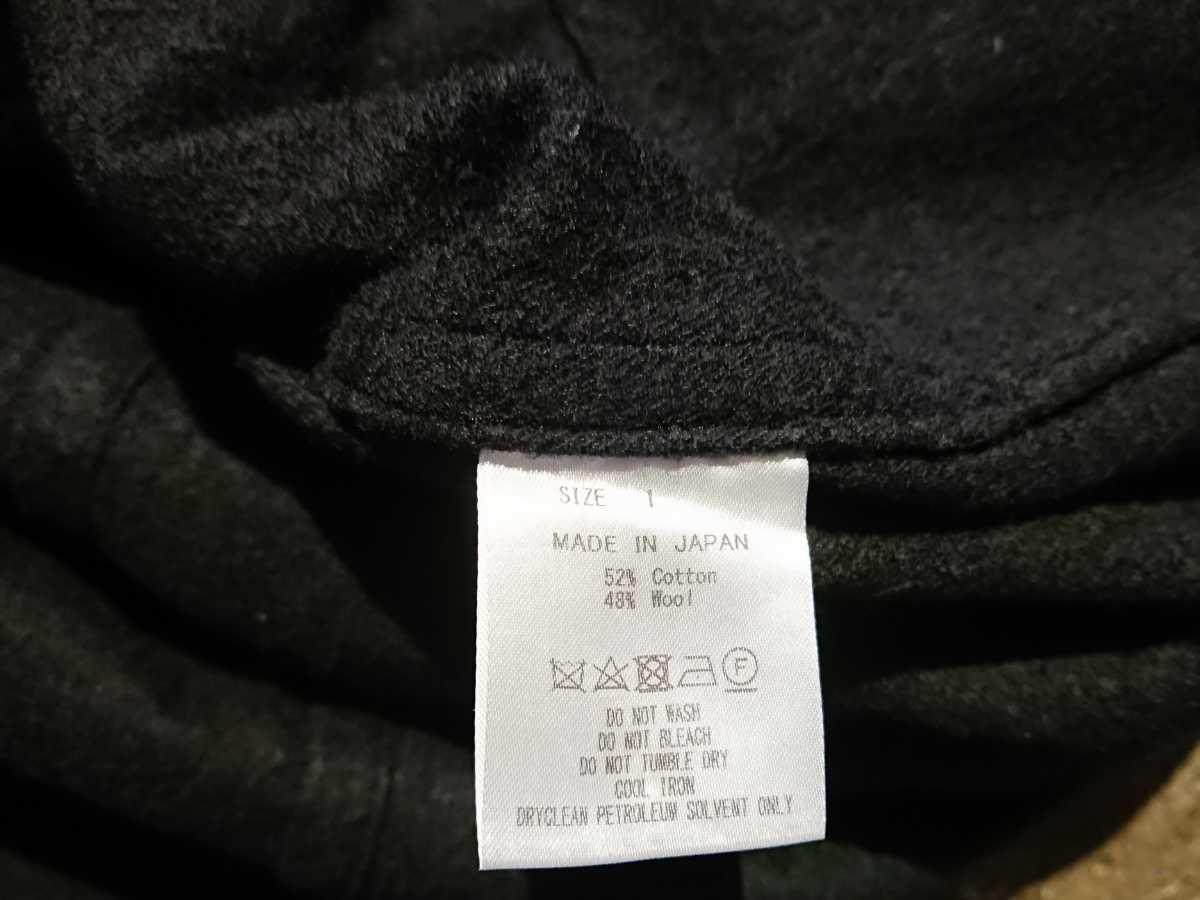 SIZE 1
MADE IN JAPAN
52% Cotton
48% Wool
F
DO NOT WASH
DO NOT BLEACH
DO NOT TUMBLE DRY
COOL IRON
DRYCLEAN PETROLEUM SOLVENT ONLY